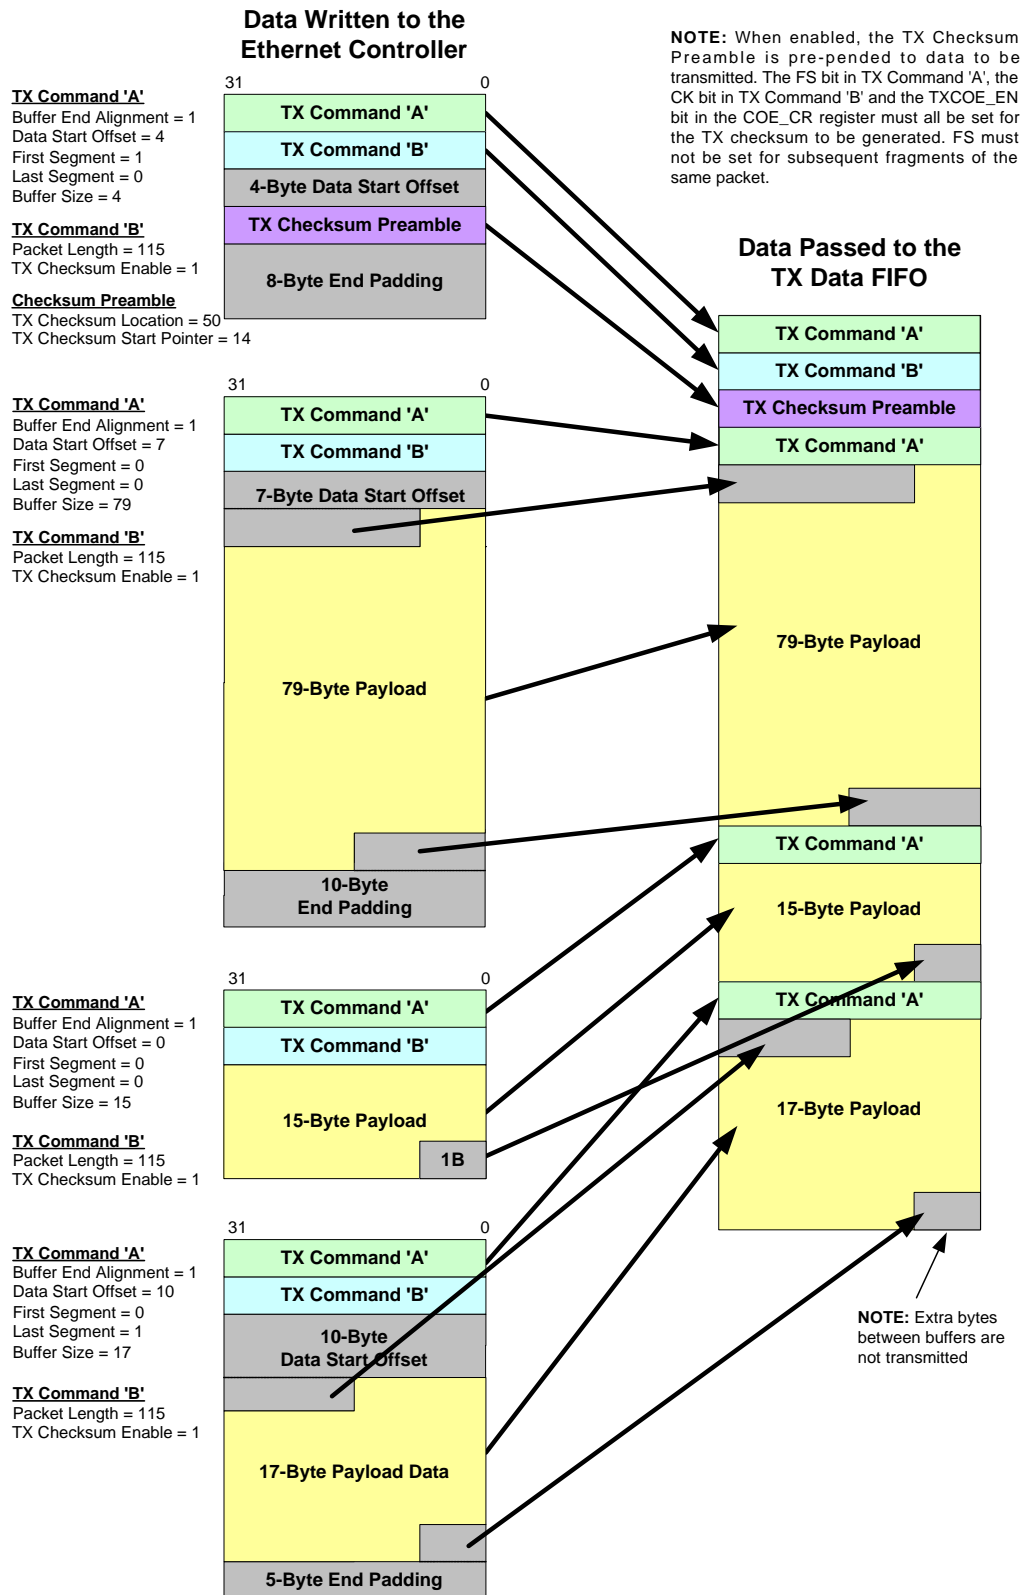 Data Written to the
Ethernet Controller
NOTE: When enabled, the TX Checksum
Preamble is pre-pended to data to be
transmitted. The FS bit in TX Command 'A', the
CK bit in TX Command 'B' and the TXCOE_EN
bit in the COE_CR register must all be set for
the TX checksum to be generated. FS must
not be set for subsequent fragments of the
same packet.
31 0
TX Command 'A'
Buffer End Alignment = 1
Data Start Offset = 4
First Segment = 1
Last Segment = 0
Buffer Size = 4
TX Command 'B'
Packet Length = 115
TX Checksum Enable = 1
Checksum Preamble
TX Checksum Location = 50
TX Checksum Start Pointer = 14
TX Command 'A'
TX Command 'B'
4-Byte Data Start Offset
TX Checksum Preamble
8-Byte End Padding
Data Passed to the
TX Data FIFO
TX Command 'A'
TX Command 'B'
TX Checksum Preamble
TX Command 'A'
79-Byte Payload
TX Command 'A'
15-Byte Payload
TX Command 'A'
17-Byte Payload
NOTE: Extra bytes
between buffers are
not transmitted
31 0
TX Command 'A'
Buffer End Alignment = 1
Data Start Offset = 7
First Segment = 0
Last Segment = 0
Buffer Size = 79
TX Command 'B'
Packet Length = 115
TX Checksum Enable = 1
TX Command 'A'
TX Command 'B'
7-Byte Data Start Offset
79-Byte Payload
10-Byte
End Padding
31 0
TX Command 'A'
Buffer End Alignment = 1
Data Start Offset = 0
First Segment = 0
Last Segment = 0
Buffer Size = 15
TX Command 'B'
Packet Length = 115
TX Checksum Enable = 1
TX Command 'A'
TX Command 'B'
15-Byte Payload
1B
31 0
TX Command 'A'
Buffer End Alignment = 1
Data Start Offset = 10
First Segment = 0
Last Segment = 1
Buffer Size = 17
TX Command 'B'
Packet Length = 115
TX Checksum Enable = 1
TX Command 'A'
TX Command 'B'
10-Byte
Data Start Offset
17-Byte Payload Data
5-Byte End Padding